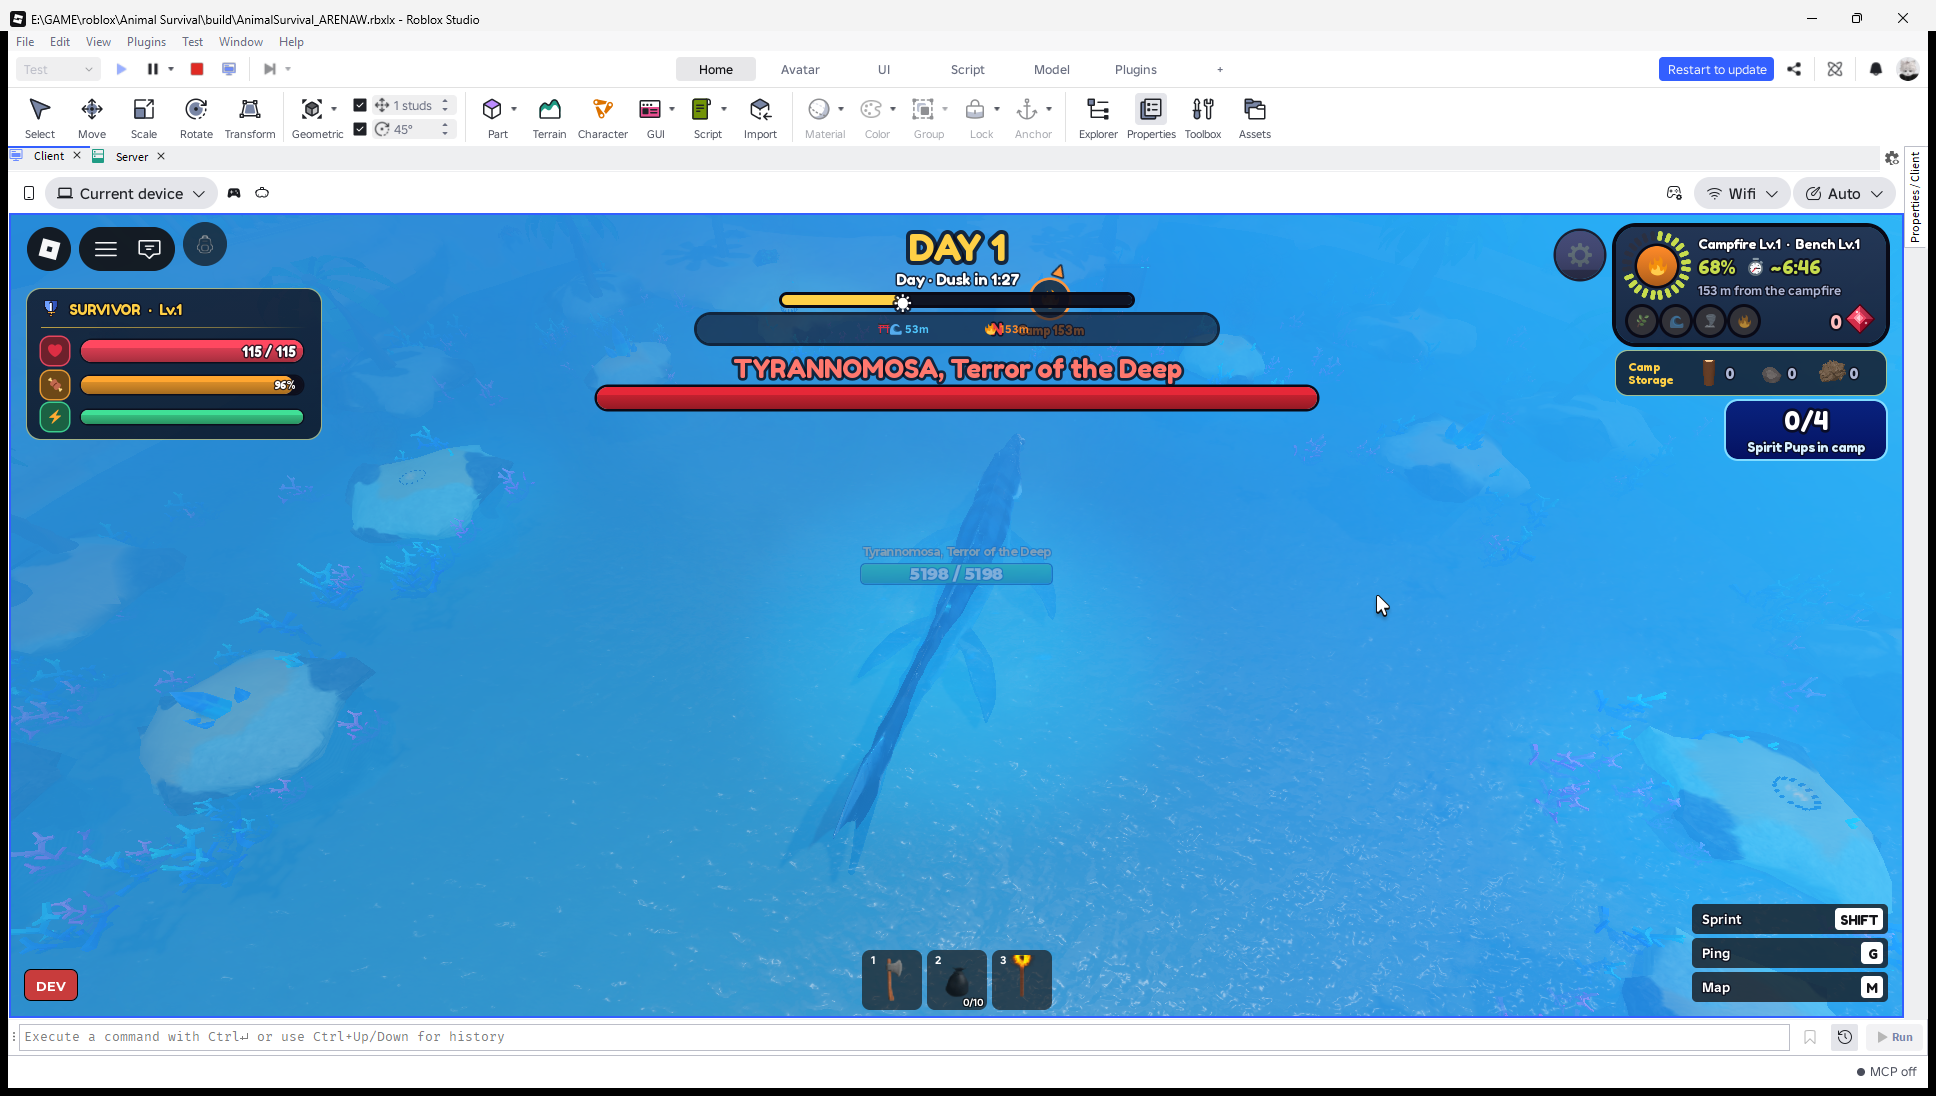 E:\GAME\roblox\Animal Survival\build\AnimalSurvival_ARENAW.rbxlx - Roblox Studio
File Edit View Plugins Test Window Help
Test
Home Avatar UI Script Model Plugins +
Restart to update
Select Move Scale Rotate Transform Geometric
1 studs
45°
Part Terrain Character GUI Script Import
Material Color Group Lock Anchor
Explorer Properties Toolbox Assets
Client Server
Properties / Client
Current device
Wifi Auto
DAY 1
Day · Dusk in 1:27
53m
153m
Camp 153m
TYRANNOMOSA, Terror of the Deep
SURVIVOR · Lv.1
115 / 115
96%
Campfire Lv.1 · Bench Lv.1
68% ~6:46
153 m from the campfire
0
Camp Storage
0 0 0
0/4
Spirit Pups in camp
Tyrannomosa, Terror of the Deep
5198 / 5198
Sprint SHIFT
Ping G
Map M
DEV
1 2 3
0/10
Execute a command with Ctrl↵ or use Ctrl+Up/Down for history
Run
MCP off